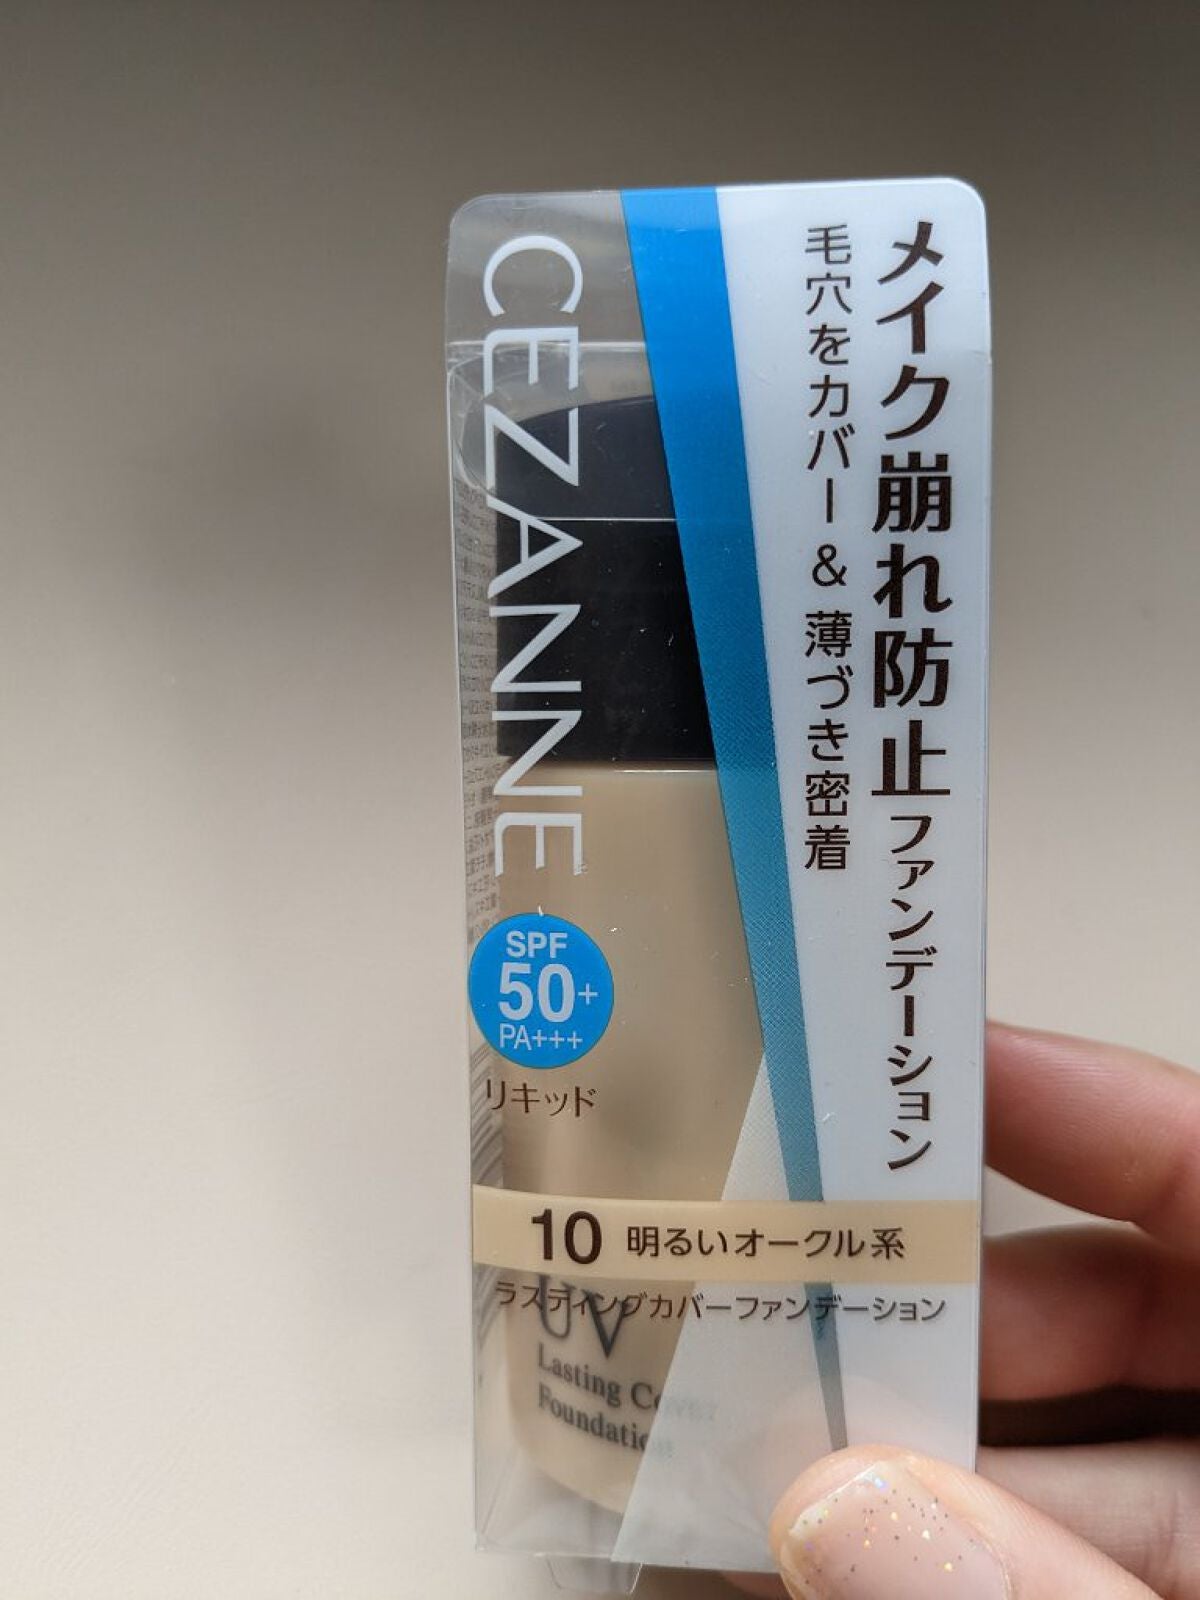 メイク崩れ防止ファンデーション
毛穴をカバー＆薄づき密着
CEZANNE
SPF
50+
PA+++
リキッド
10 明るいオークル系
ラスティングカバーファンデーション
UV
Lasting Cover
Foundation